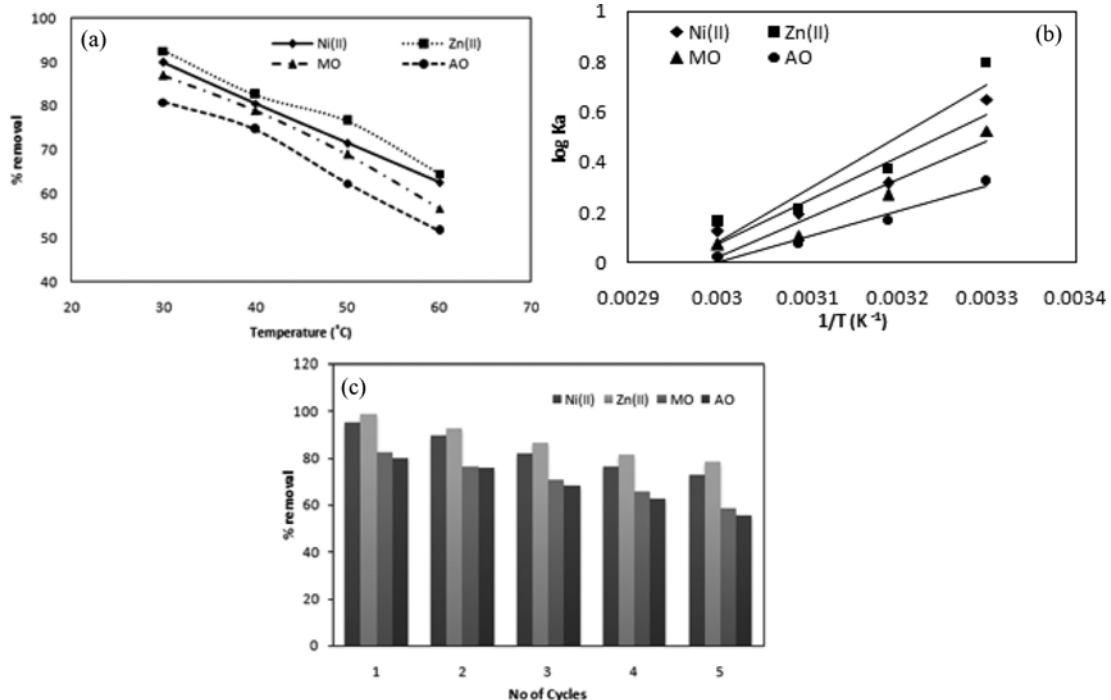 (a)
Ni(II) Zn(II)
MO AO
100
90
80
70
60
50
40
% removal
20 30 40 50 60 70
Temperature (˚C)
(b)
Ni(II) Zn(II)
MO AO
1
0.8
0.6
0.4
0.2
0
log Ka
0.0029 0.003 0.0031 0.0032 0.0033 0.0034
1/T (K⁻¹)
(c)
Ni(II) Zn(II) MO AO
120
100
80
60
40
20
0
% removal
1 2 3 4 5
No of Cycles